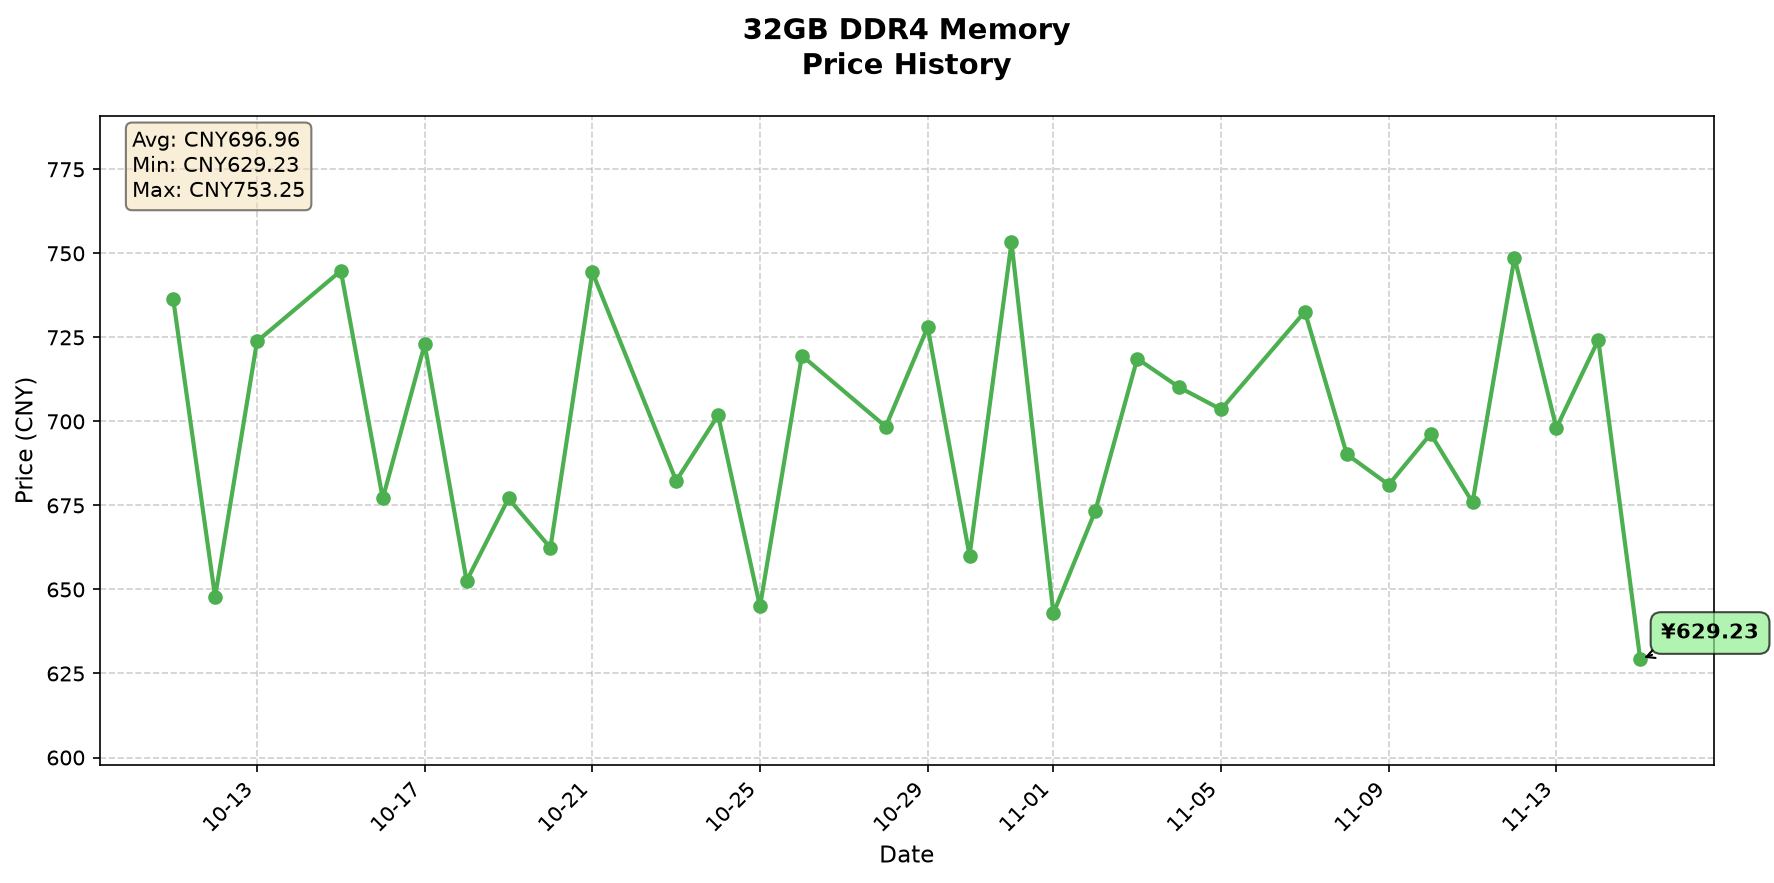 32GB DDR4 Memory
Price History
Avg: CNY696.96
Min: CNY629.23
Max: CNY753.25
775
750
725
700
675
650
625
600
Price (CNY)
¥629.23
10-13
10-17
10-21
10-25
10-29
11-01
11-05
11-09
11-13
Date